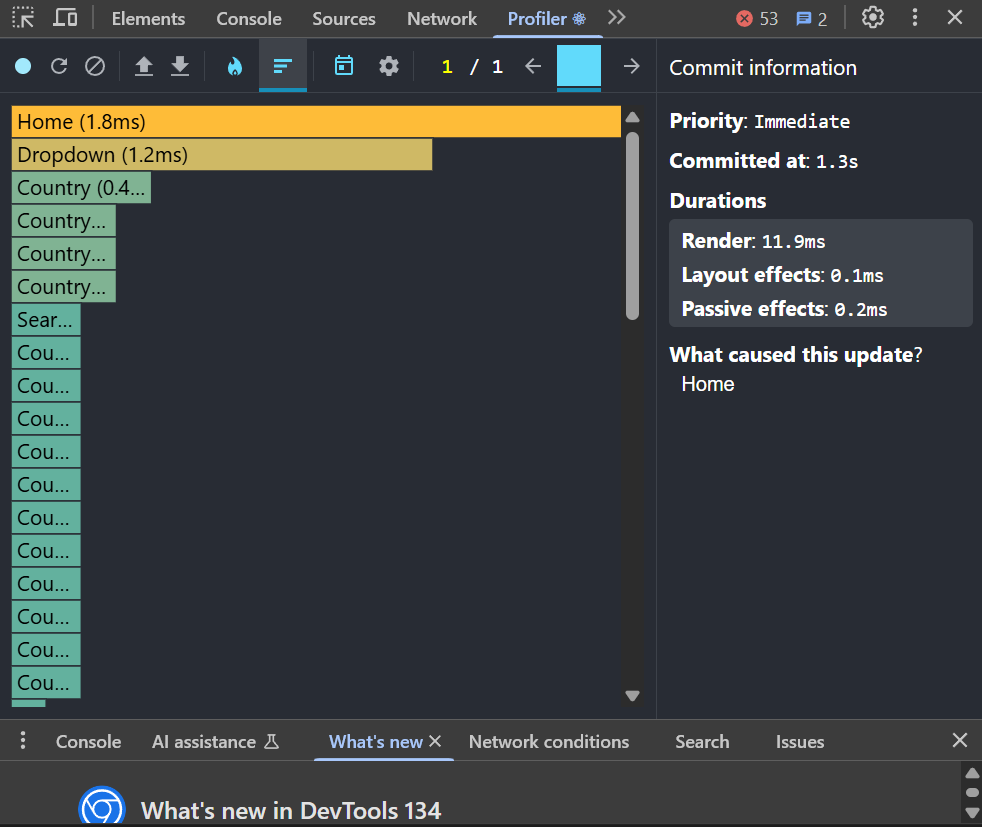 Elements Console Sources Network Profiler 53 2
1 / 1
Commit information
Home (1.8ms)
Dropdown (1.2ms)
Country (0.4...
Country...
Country...
Country...
Sear...
Cou...
Cou...
Cou...
Cou...
Cou...
Cou...
Cou...
Cou...
Cou...
Cou...
Cou...
Priority: Immediate
Committed at: 1.3s
Durations
Render: 11.9ms
Layout effects: 0.1ms
Passive effects: 0.2ms
What caused this update?
Home
Console AI assistance What's new Network conditions Search Issues
What's new in DevTools 134